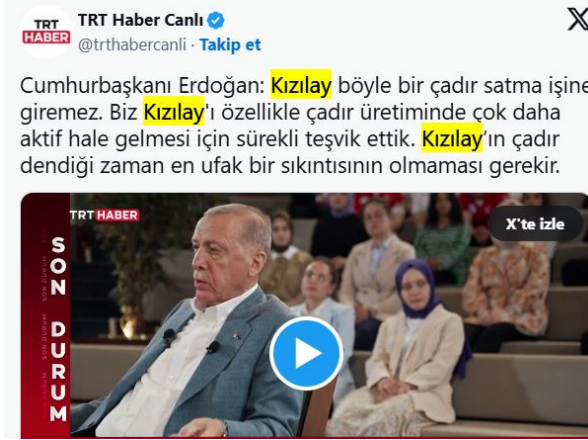 TRT
HABER
TRT Haber Canlı
@trthabercanli · Takip et
Cumhurbaşkanı Erdoğan: Kızılay böyle bir çadır satma işine
giremez. Biz Kızılay'ı özellikle çadır üretiminde çok daha
aktif hale gelmesi için sürekli teşvik ettik. Kızılay'ın çadır
dendiği zaman en ufak bir sıkıntısının olmaması gerekir.
TRT HABER
X'te izle
SON DURUM